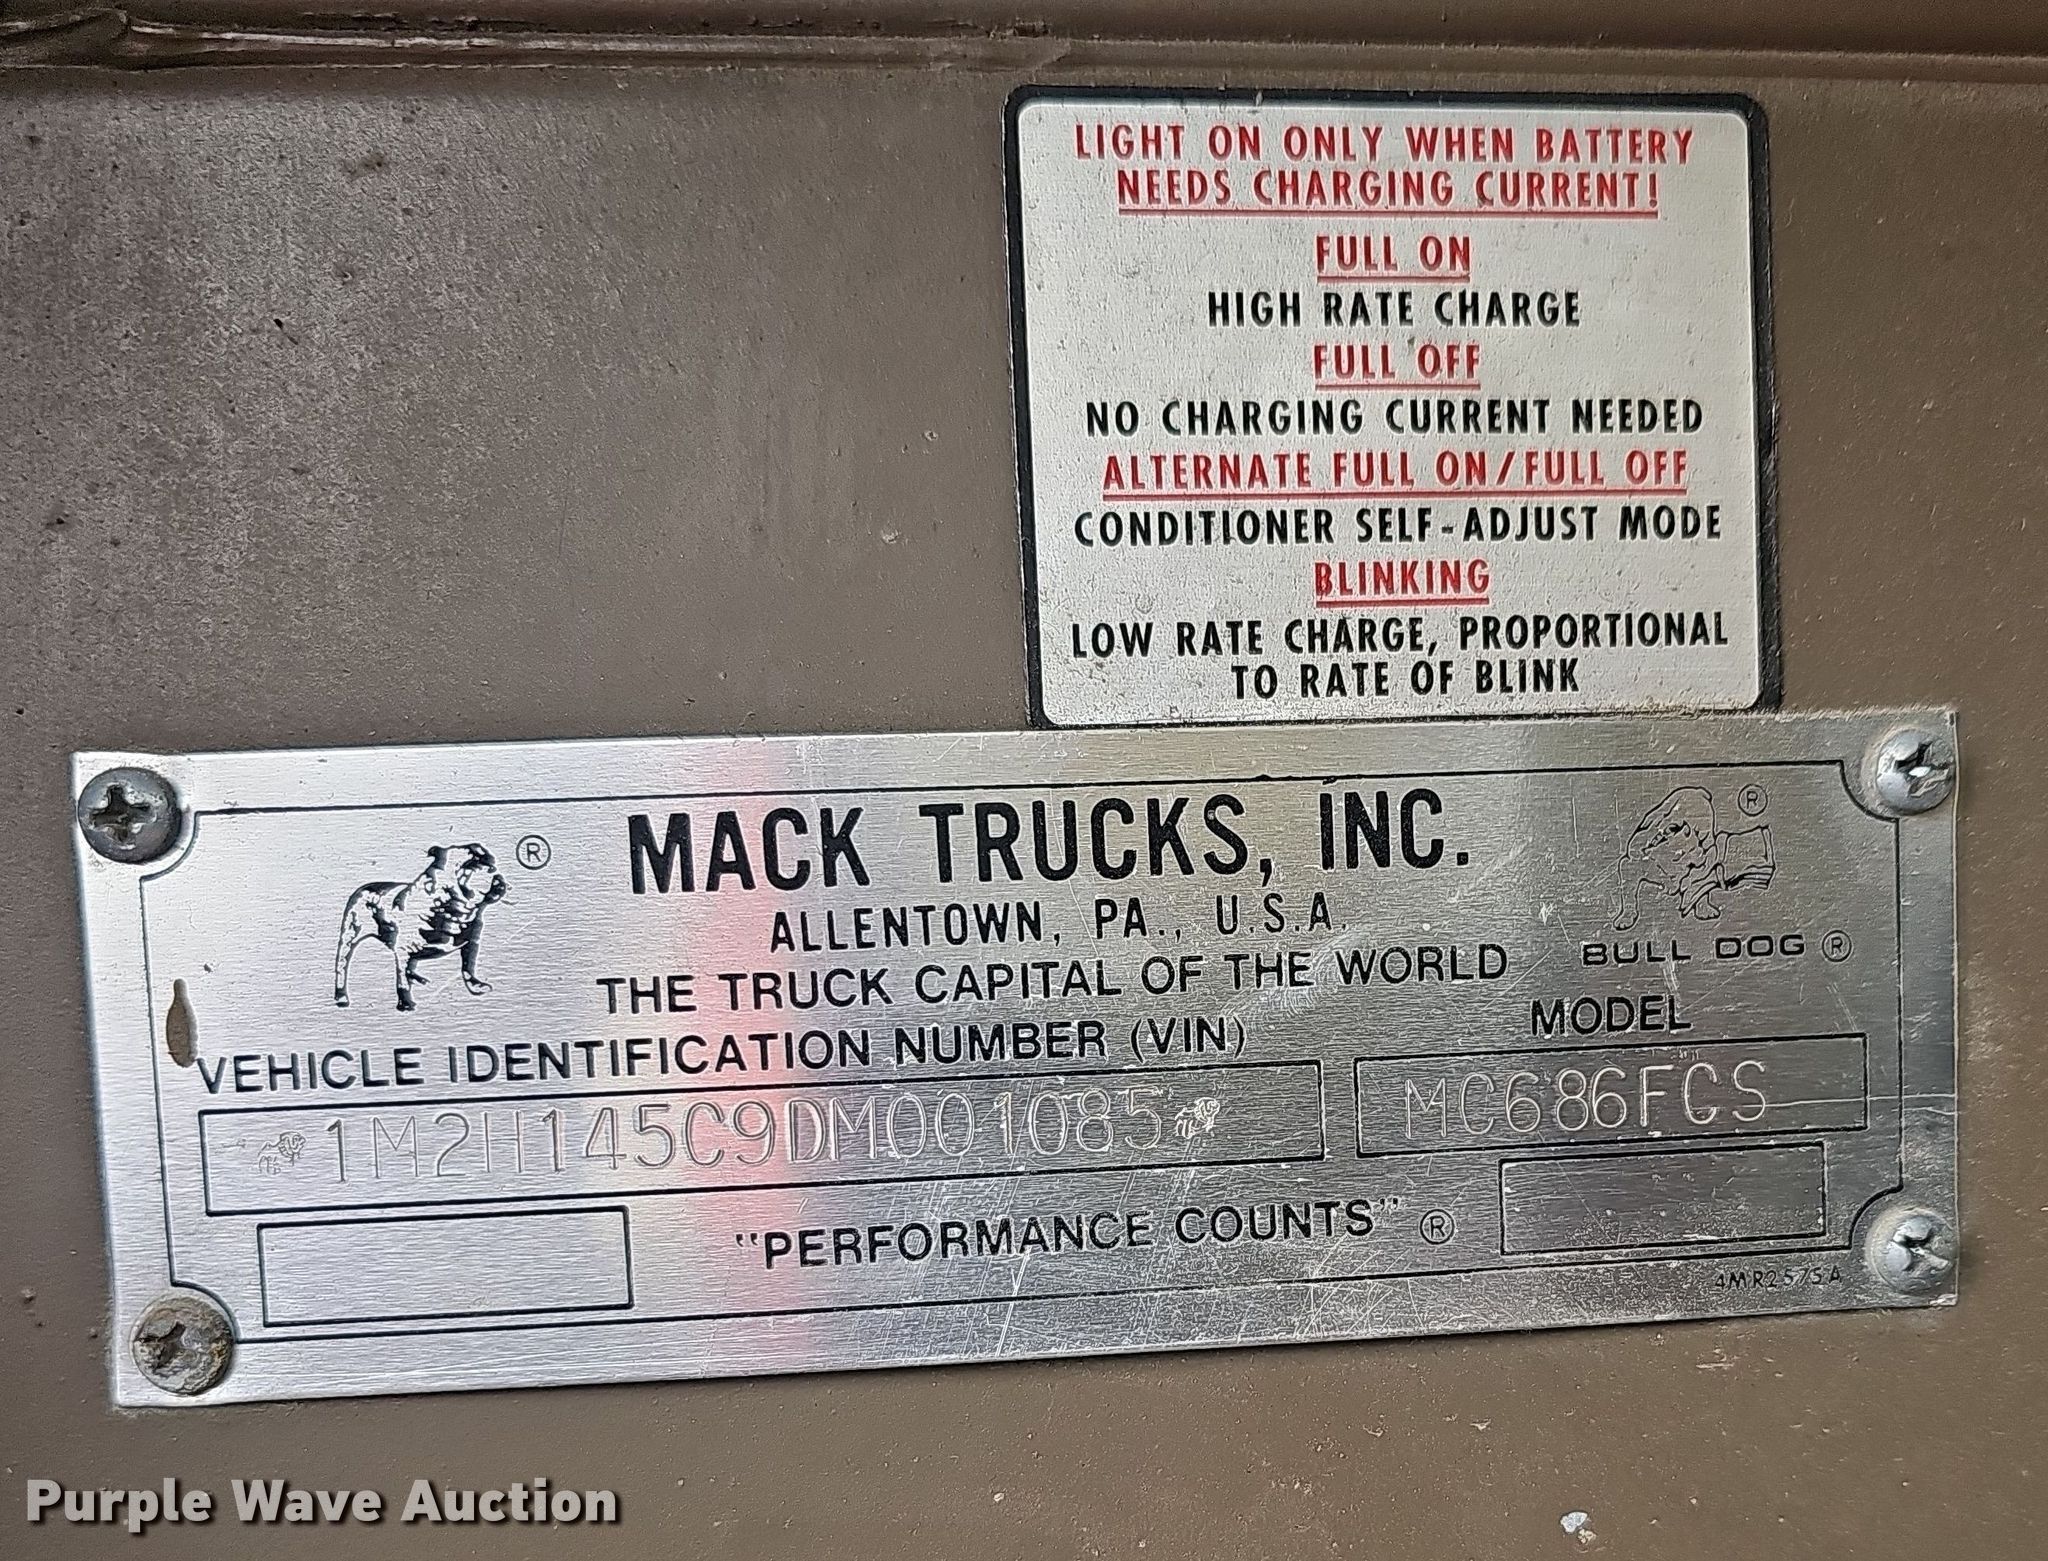 LIGHT ON ONLY WHEN BATTERY
NEEDS CHARGING CURRENT!
FULL ON
HIGH RATE CHARGE
FULL OFF
NO CHARGING CURRENT NEEDED
ALTERNATE FULL ON/FULL OFF
CONDITIONER SELF-ADJUST MODE
BLINKING
LOW RATE CHARGE, PROPORTIONAL
TO RATE OF BLINK
® MACK TRUCKS, INC. ®
ALLENTOWN, PA., U.S.A.
BULL DOG ®
THE TRUCK CAPITAL OF THE WORLD
VEHICLE IDENTIFICATION NUMBER (VIN) MODEL
1M2H145C9DM001085 MC686FCS
"PERFORMANCE COUNTS" ®
4MR2575A
Purple Wave Auction